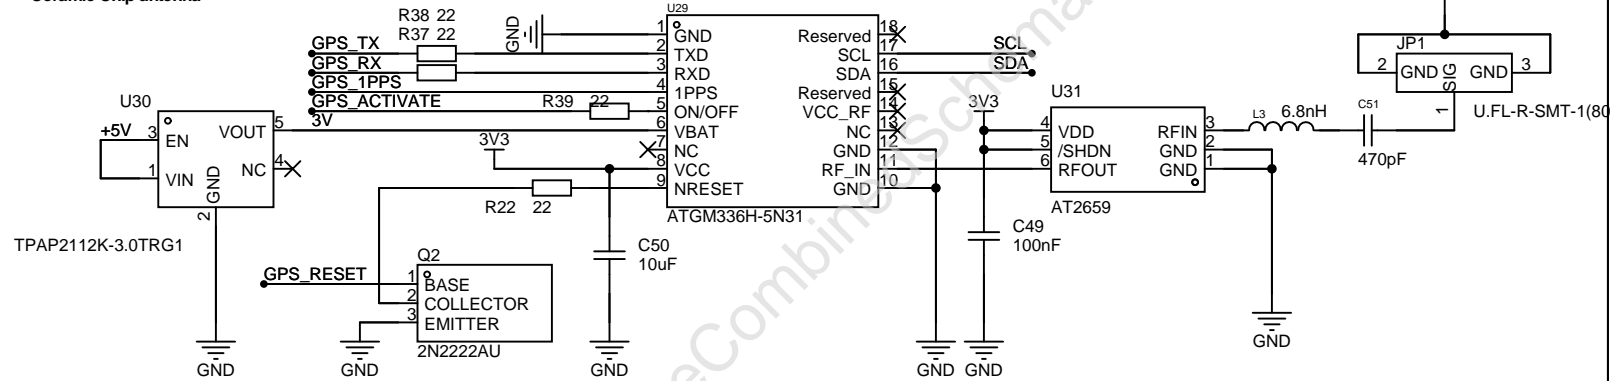 R38 22
R37 22
GPS_TX
GPS_RX
GPS_1PPS
GPS_ACTIVATE
3V
R39 22
GND
U29
1 GND
2 TXD
3 RXD
4 1PPS
5 ON/OFF
6 VBAT
7 NC
8 VCC
9 NRESET
Reserved 18
SCL 17
SDA 16
Reserved 15
VCC_RF 14
NC 13
GND 12
RF_IN 11
GND 10
ATGM336H-5N31
SCL
SDA
U30
+5V
3 EN
1 VIN
VOUT 5
NC 4
GND 2
TPAP2112K-3.0TRG1
GND
3V3
R22 22
C50
10uF
GND
GPS_RESET
Q2
1 BASE
2 COLLECTOR
3 EMITTER
2N2222AU
GND
3V3
C49
100nF
GND
GND
U31
4 VDD
5 /SHDN
6 RFOUT
RFIN 3
GND 2
GND 1
AT2659
GND
L3 6.8nH
C51
470pF
JP1
2 GND
GND 3
SIG
1
U.FL-R-SMT-1(80